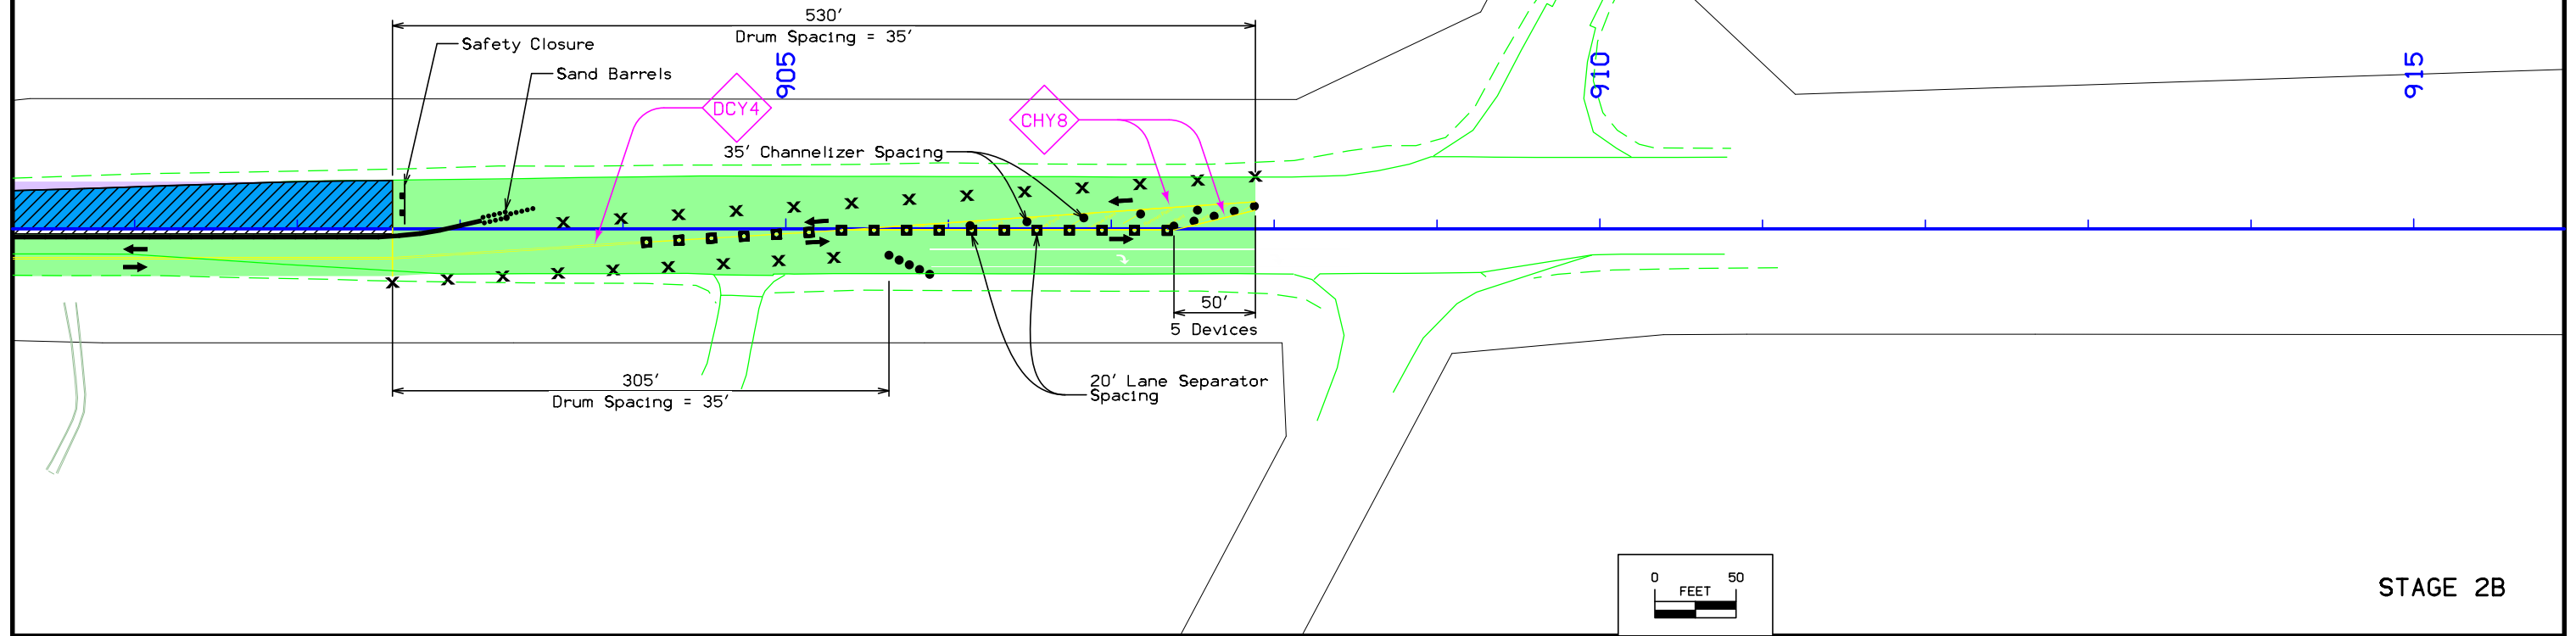 530'
Drum Spacing = 35'
Safety Closure
Sand Barrels
905
910
915
DCY4
CHY8
35' Channelizer Spacing
50'
5 Devices
305'
Drum Spacing = 35'
20' Lane Separator
Spacing
0 50
FEET
STAGE 2B